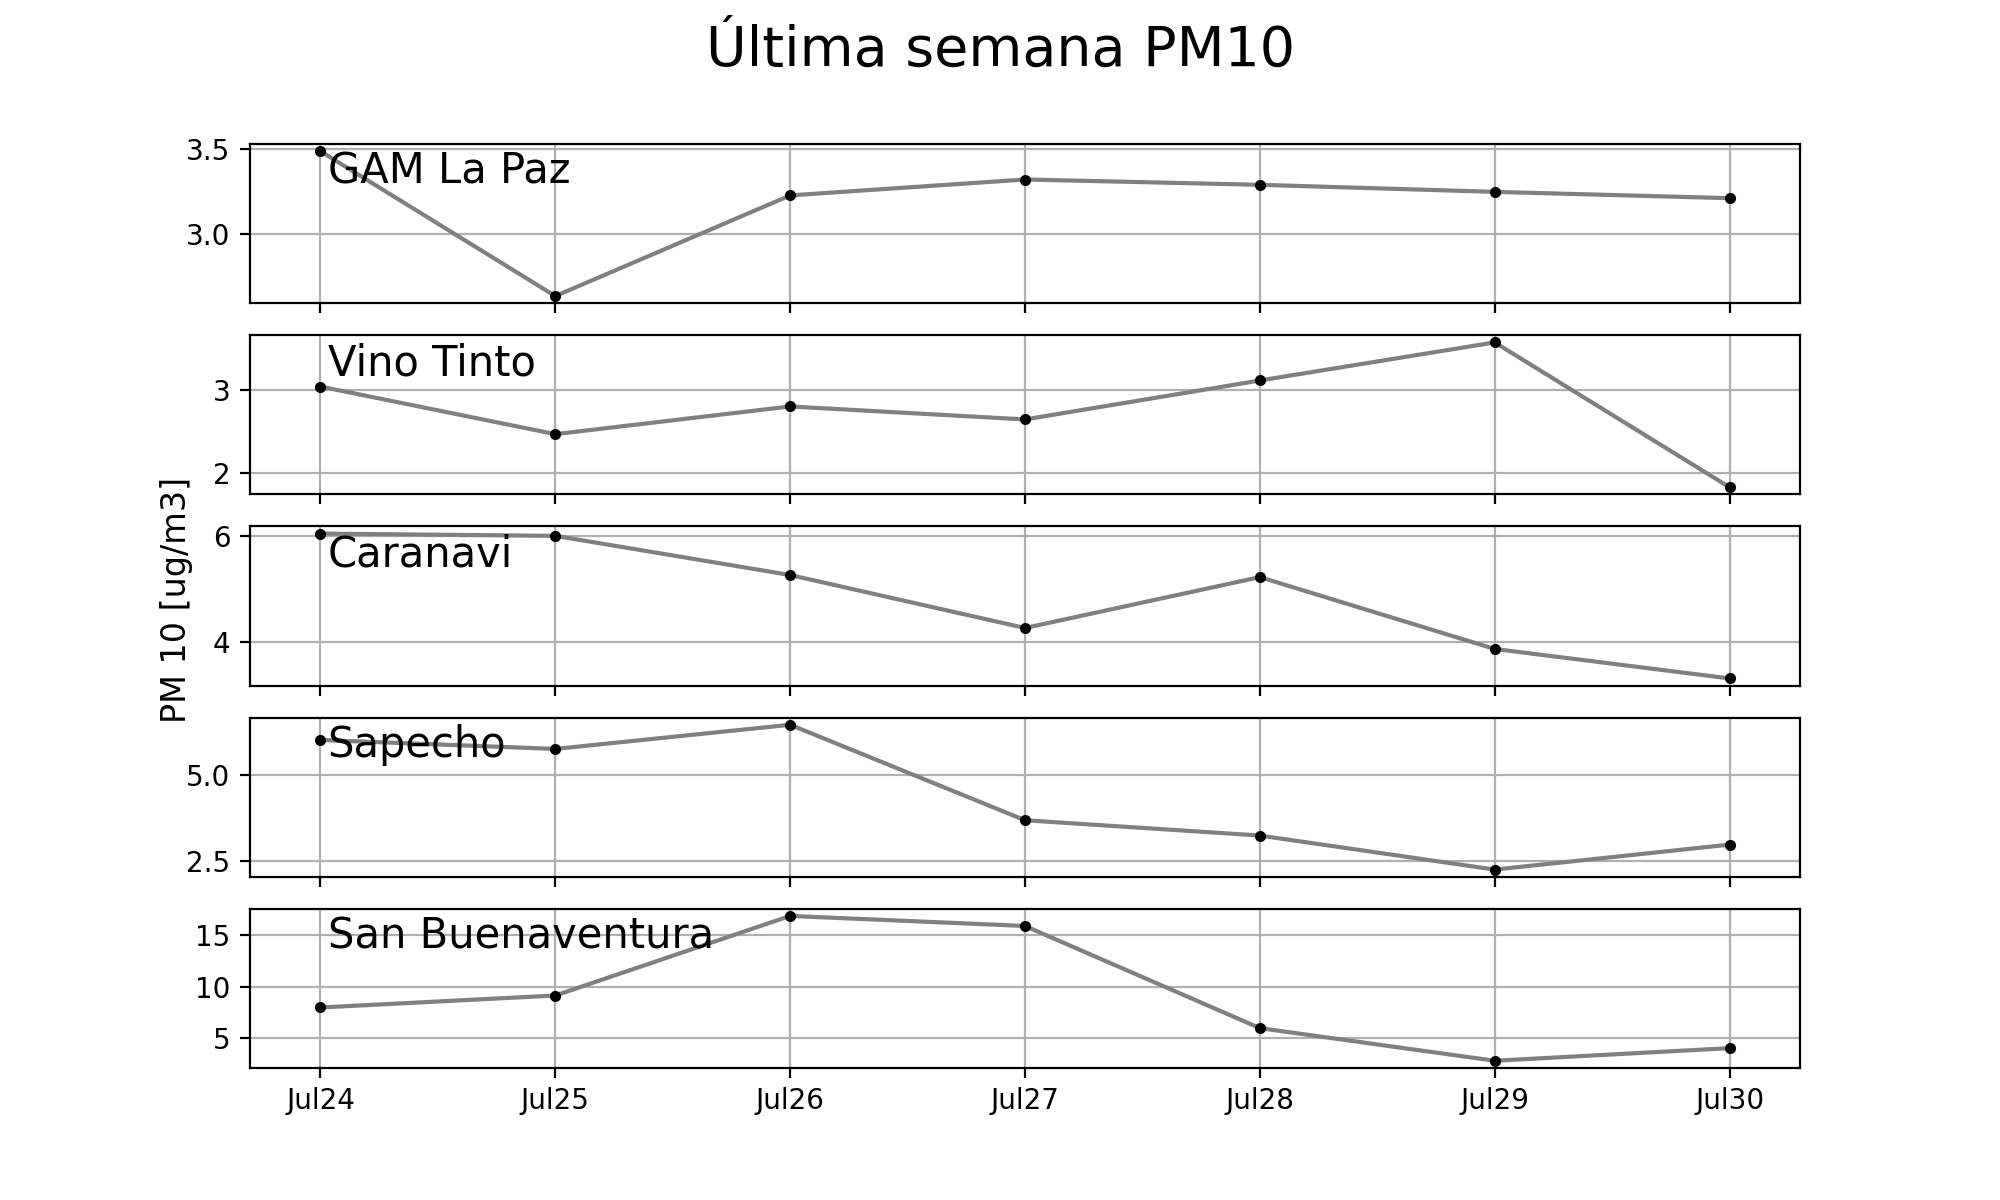 Última semana PM10
3.5
3.0
GAM La Paz
3
2
Vino Tinto
PM 10 [ug/m3]
6
4
Caranavi
5.0
2.5
Sapecho
15
10
5
San Buenaventura
Jul24 Jul25 Jul26 Jul27 Jul28 Jul29 Jul30